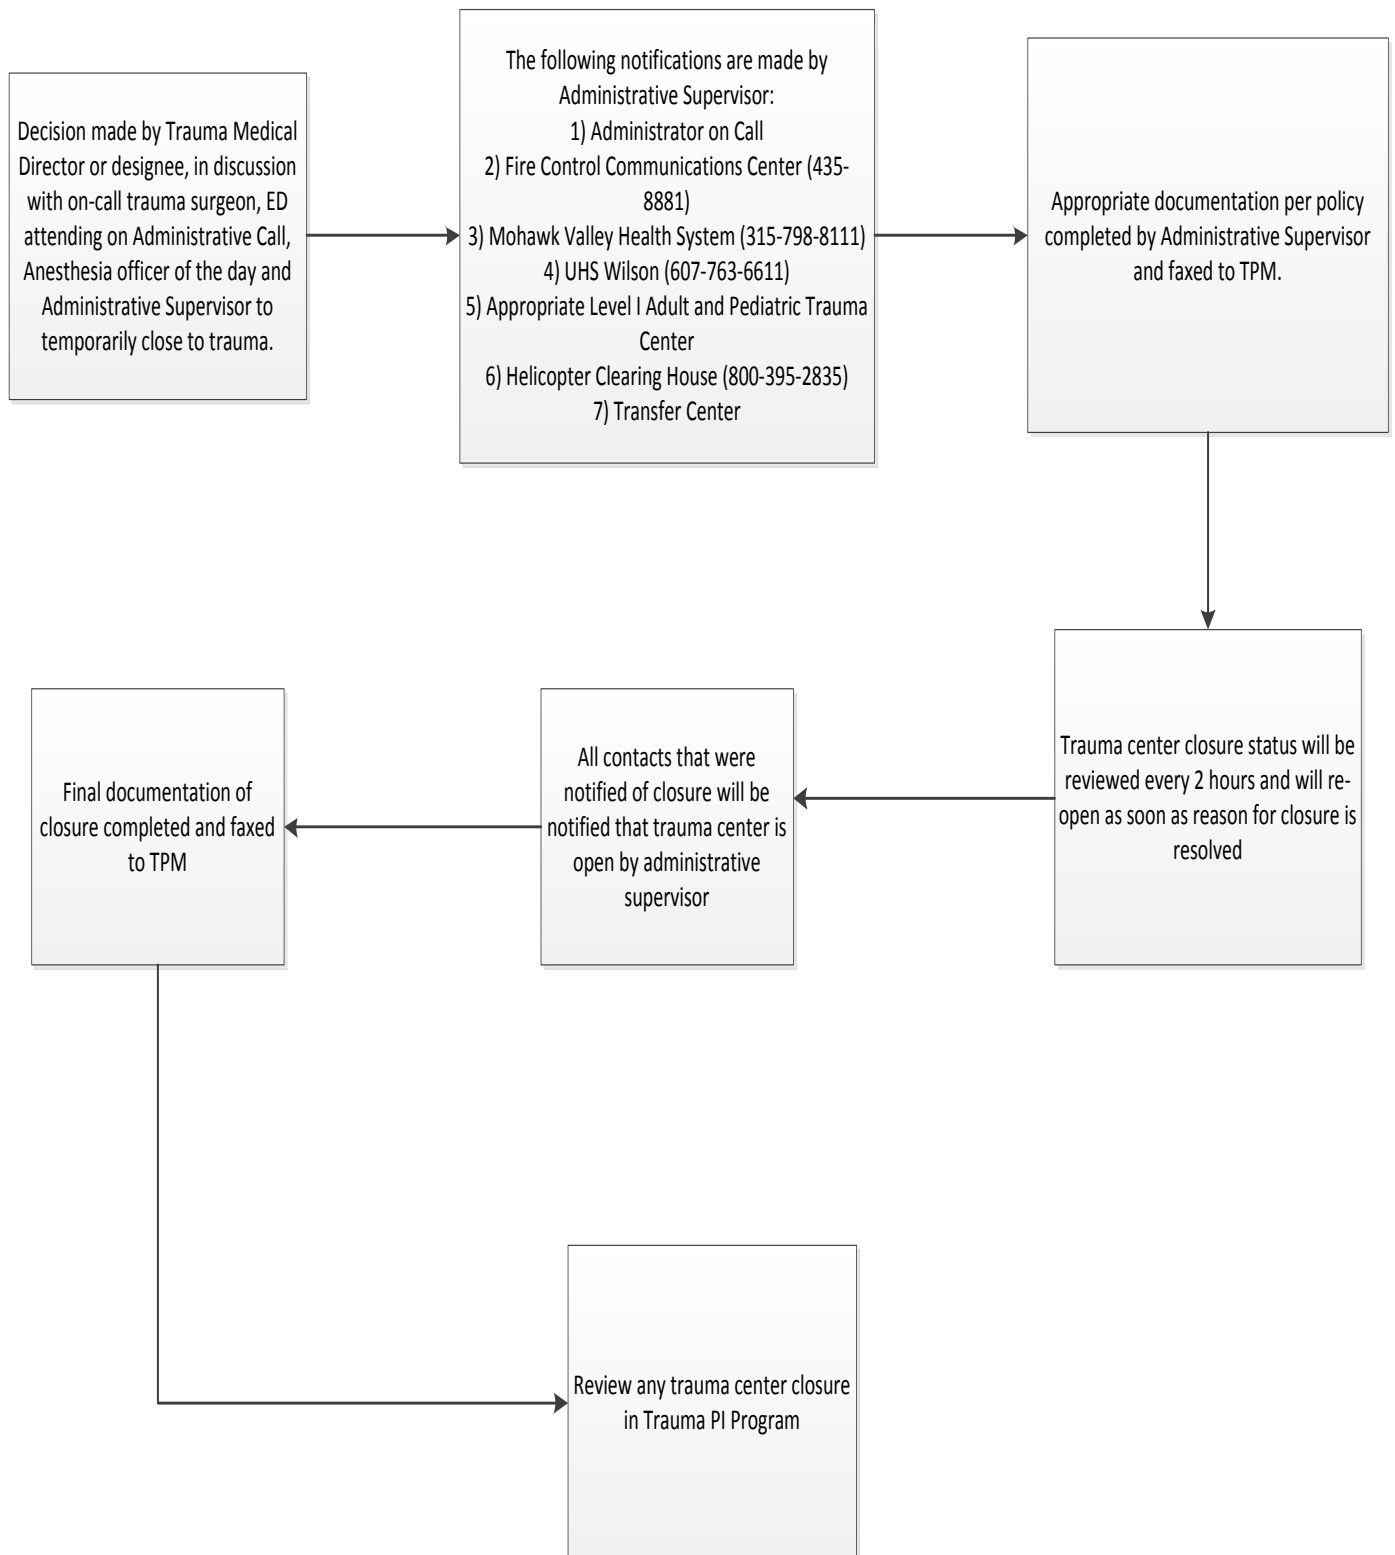 Decision made by Trauma Medical
Director or designee, in discussion
with on-call trauma surgeon, ED
attending on Administrative Call,
Anesthesia officer of the day and
Administrative Supervisor to
temporarily close to trauma.
The following notifications are made by
Administrative Supervisor:
1) Administrator on Call
2) Fire Control Communications Center (435-
8881)
3) Mohawk Valley Health System (315-798-8111)
4) UHS Wilson (607-763-6611)
5) Appropriate Level I Adult and Pediatric Trauma
Center
6) Helicopter Clearing House (800-395-2835)
7) Transfer Center
Appropriate documentation per policy
completed by Administrative Supervisor
and faxed to TPM.
Trauma center closure status will be
reviewed every 2 hours and will re-
open as soon as reason for closure is
resolved
All contacts that were
notified of closure will be
notified that trauma center is
open by administrative
supervisor
Final documentation of
closure completed and faxed
to TPM
Review any trauma center closure
in Trauma PI Program